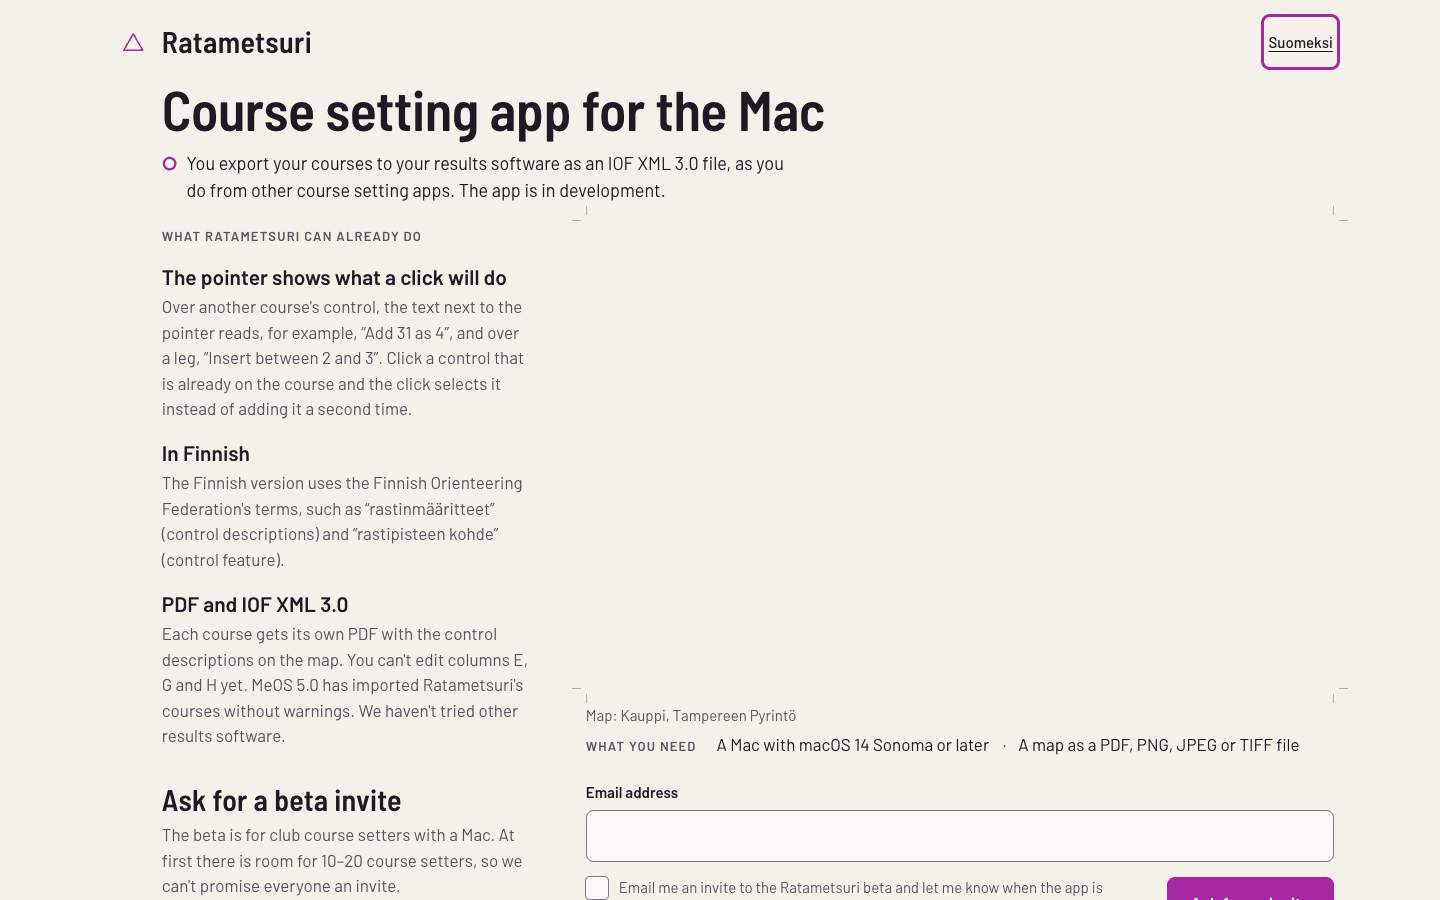 Ratametsuri
Suomeksi
Course setting app for the Mac
You export your courses to your results software as an IOF XML 3.0 file, as you
do from other course setting apps. The app is in development.
WHAT RATAMETSURI CAN ALREADY DO
The pointer shows what a click will do
Over another course's control, the text next to the
pointer reads, for example, “Add 31 as 4”, and over
a leg, “Insert between 2 and 3”. Click a control that
is already on the course and the click selects it
instead of adding it a second time.
In Finnish
The Finnish version uses the Finnish Orienteering
Federation's terms, such as “rastinmääritteet”
(control descriptions) and “rastipisteen kohde”
(control feature).
PDF and IOF XML 3.0
Each course gets its own PDF with the control
descriptions on the map. You can't edit columns E,
G and H yet. MeOS 5.0 has imported Ratametsuri's
courses without warnings. We haven't tried other
results software.
Map: Kauppi, Tampereen Pyrintö
WHAT YOU NEED A Mac with macOS 14 Sonoma or later · A map as a PDF, PNG, JPEG or TIFF file
Ask for a beta invite
The beta is for club course setters with a Mac. At
first there is room for 10–20 course setters, so we
can't promise everyone an invite.
Email address
Email me an invite to the Ratametsuri beta and let me know when the app is